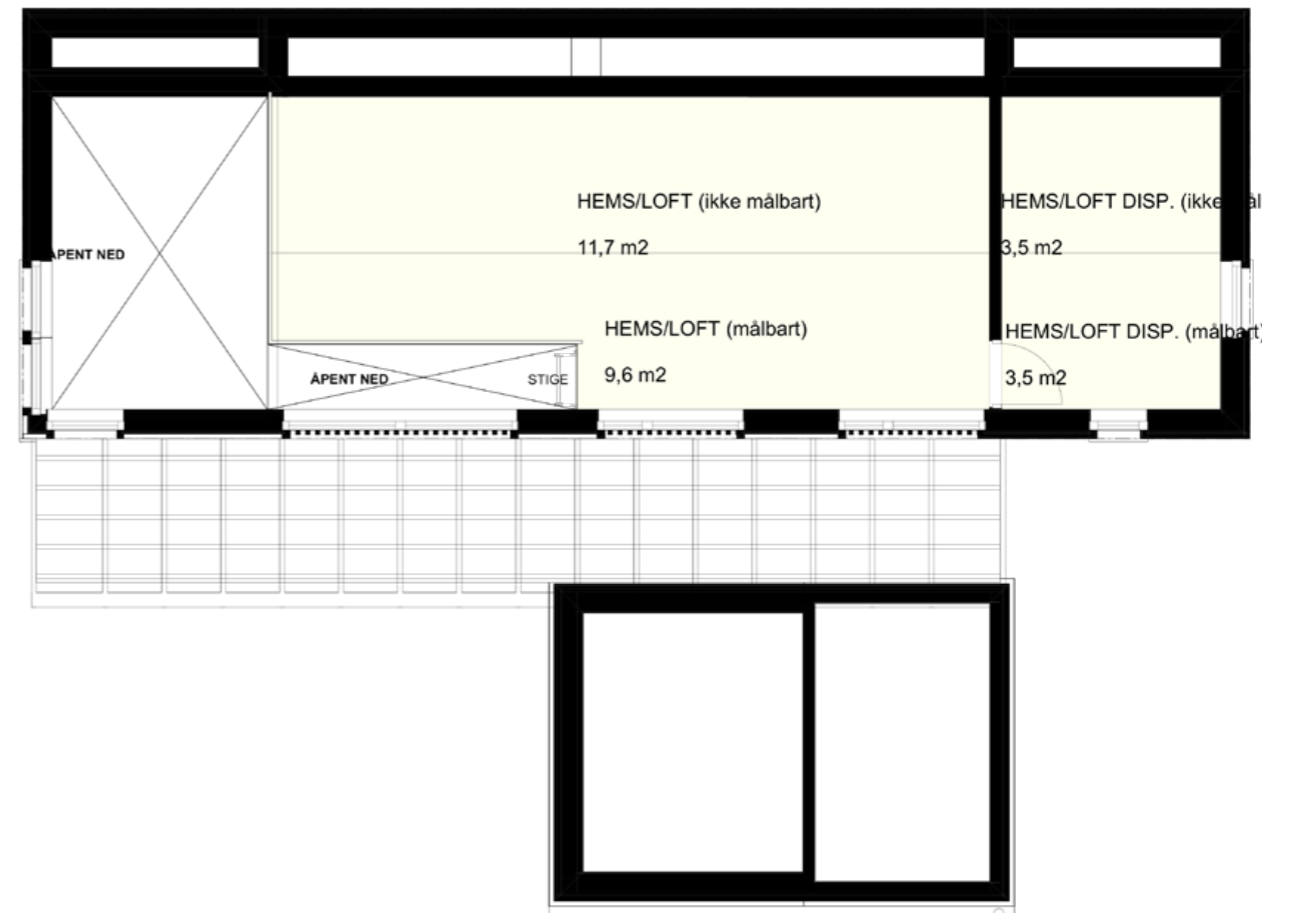 HEMS/LOFT (ikke målbart)
11,7 m2
HEMS/LOFT DISP. (ikke
3,5 m2
ÅPENT NED
HEMS/LOFT (målbart)
9,6 m2
HEMS/LOFT DISP. (målbart)
3,5 m2
ÅPENT NED
STIGE